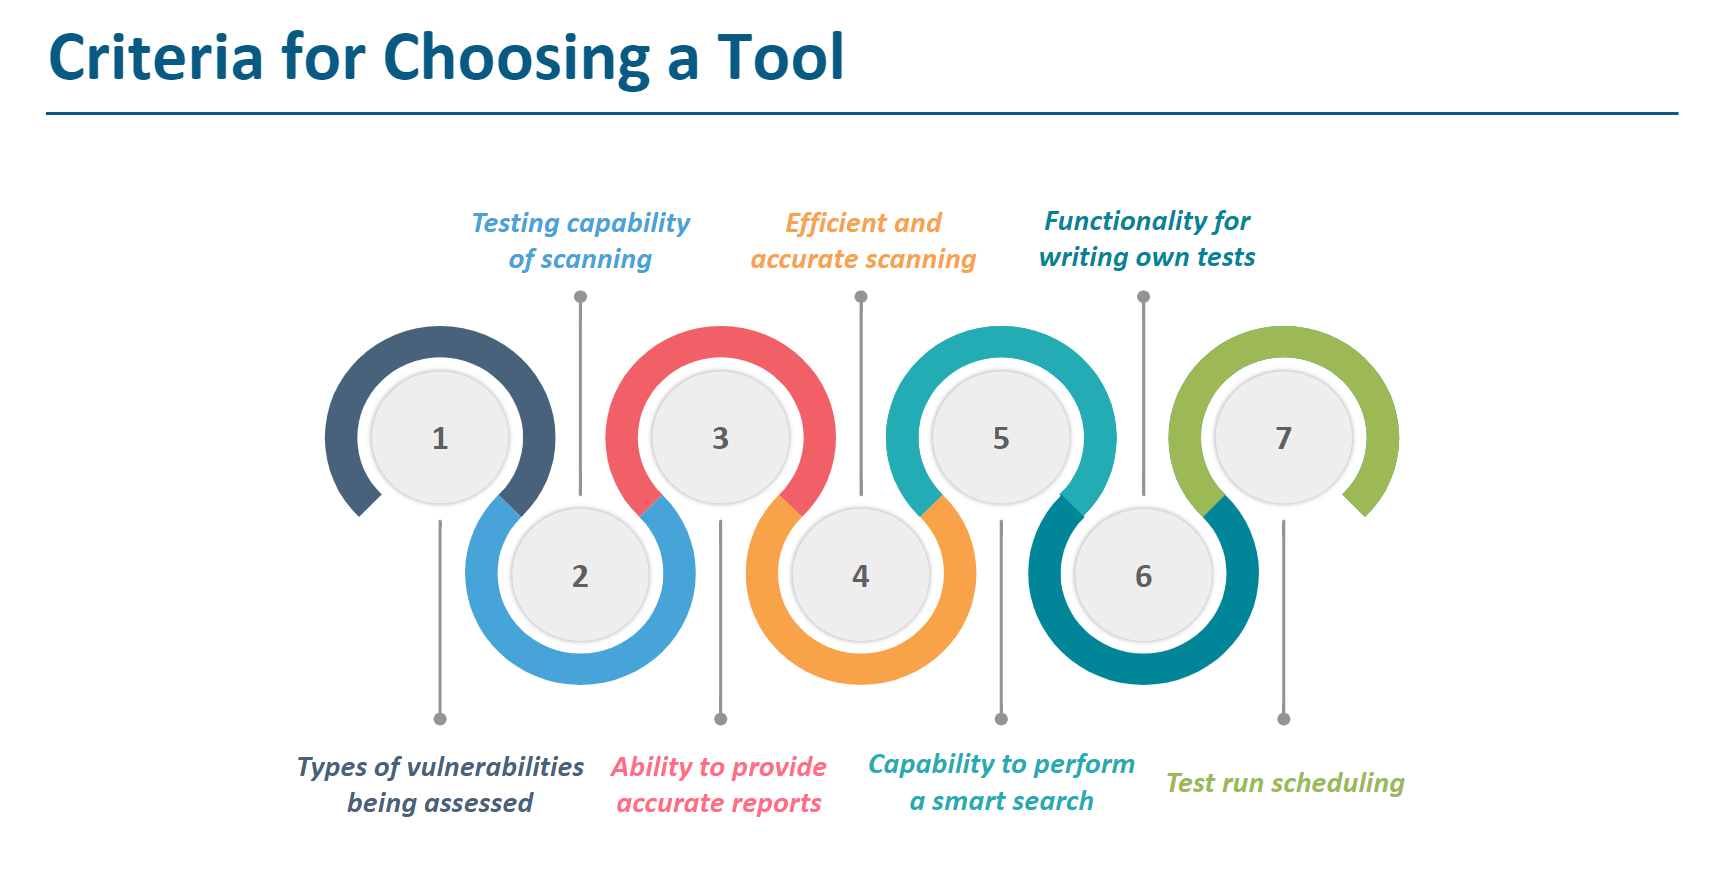 Criteria for Choosing a Tool
Testing capability
of scanning
Efficient and
accurate scanning
Functionality for
writing own tests
1
2
3
4
5
6
7
Types of vulnerabilities
being assessed
Ability to provide
accurate reports
Capability to perform
a smart search
Test run scheduling